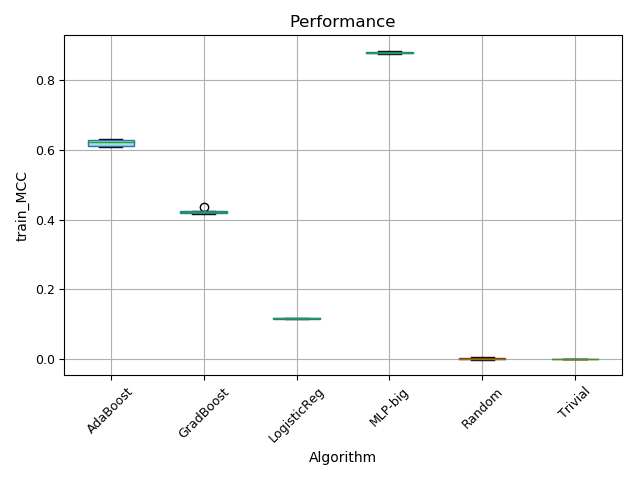 Performance
train_MCC
0.8
0.6
0.4
0.2
0.0
AdaBoost
GradBoost
LogisticReg
MLP-big
Random
Trivial
Algorithm